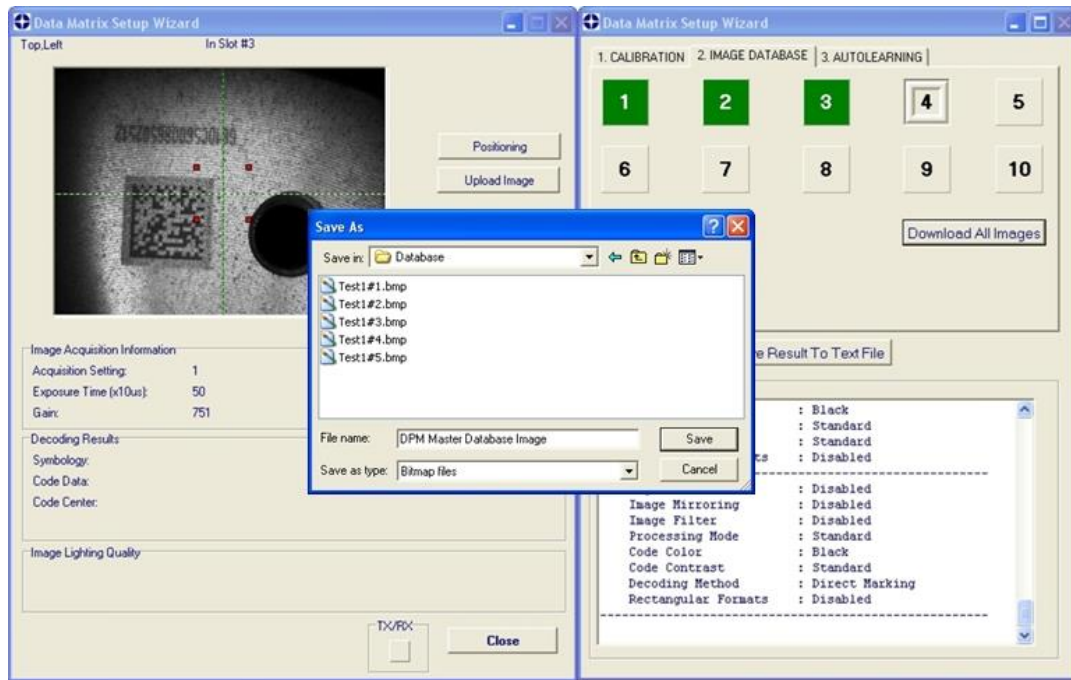 Data Matrix Setup Wizard
Top,Left In Slot #3
Positioning
Upload Image
Image Acquisition Information
Acquisition Setting: 1
Exposure Time (x10us): 50
Gain: 751
Decoding Results
Symbology:
Code Data:
Code Center:
Image Lighting Quality
TX/RX
Close
Save As
Save in: Database
Test1#1.bmp
Test1#2.bmp
Test1#3.bmp
Test1#4.bmp
Test1#5.bmp
File name: DPM Master Database Image
Save
Save as type: Bitmap files
Cancel
Data Matrix Setup Wizard
1. CALIBRATION 2. IMAGE DATABASE 3. AUTOLEARNING
1 2 3 4 5
6 7 8 9 10
Download All Images
Result To Text File
: Black
: Standard
: Standard
: Disabled
: Disabled
Image Mirroring : Disabled
Image Filter : Disabled
Processing Mode : Standard
Code Color : Black
Code Contrast : Standard
Decoding Method : Direct Marking
Rectangular Formats : Disabled